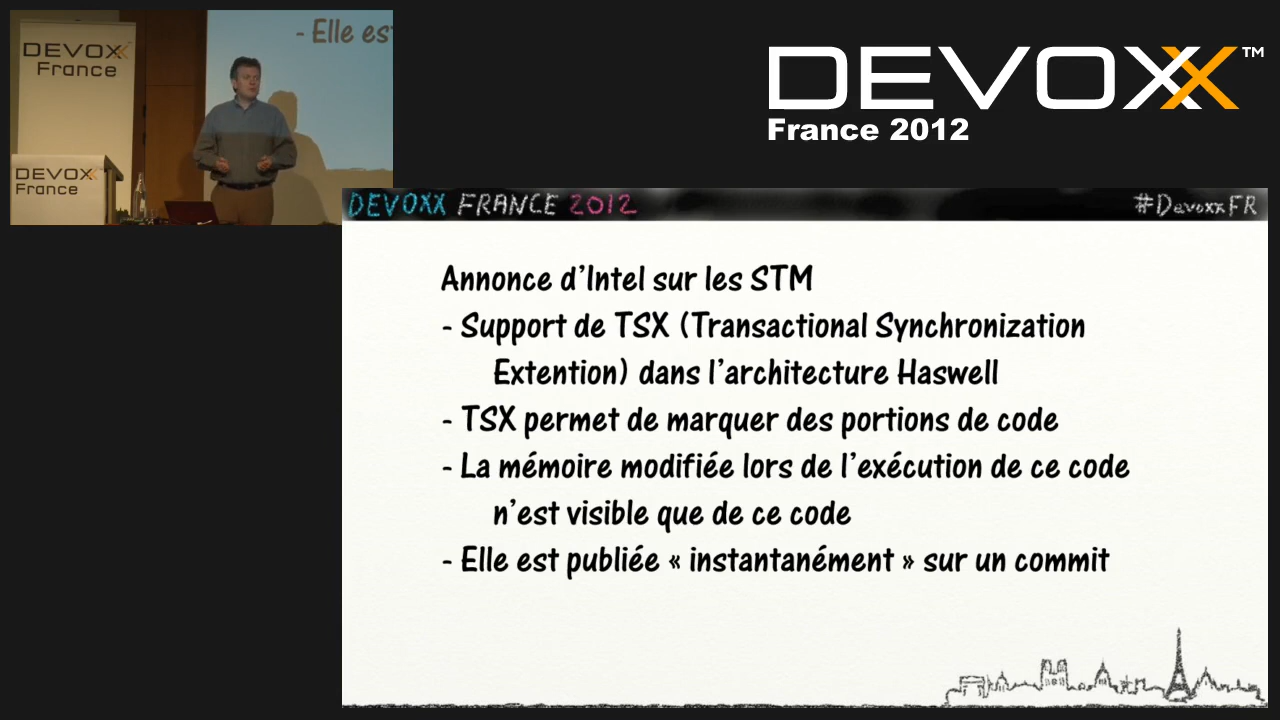 - Elle es
DEVOXX
France
DEVOXX
France
DEVOXX™
France 2012
DEVOXX FRANCE 2012
#DevoxxFR
Annonce d'Intel sur les STM
- Support de TSX (Transactional Synchronization
Extention) dans l'architecture Haswell
- TSX permet de marquer des portions de code
- La mémoire modifiée lors de l'exécution de ce code
n'est visible que de ce code
- Elle est publiée « instantanément » sur un commit